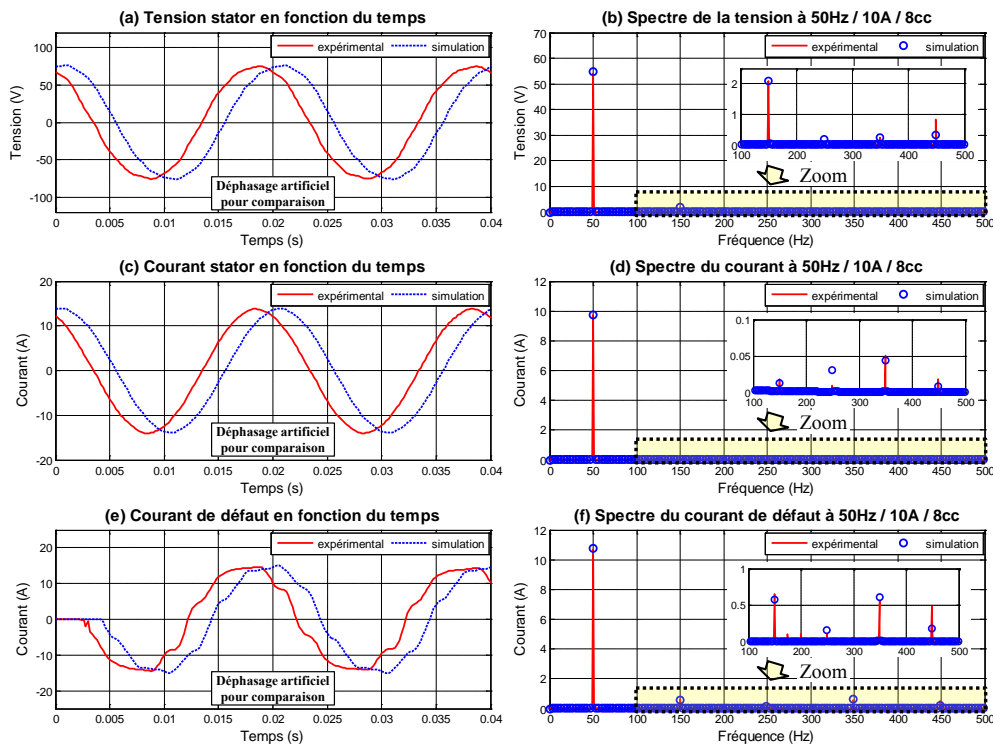 (a) Tension stator en fonction du temps
expérimental simulation
Tension (V)
100
50
0
-50
-100
Déphasage artificiel
pour comparaison
0 0.005 0.01 0.015 0.02 0.025 0.03 0.035 0.04
Temps (s)
(b) Spectre de la tension à 50Hz / 10A / 8cc
expérimental simulation
Tension (V)
70
60
50
40
30
20
10
0
2
1
0
100 200 300 400 500
Zoom
0 50 100 150 200 250 300 350 400 450 500
Fréquence (Hz)
(c) Courant stator en fonction du temps
expérimental simulation
Courant (A)
20
10
0
-10
-20
Déphasage artificiel
pour comparaison
0 0.005 0.01 0.015 0.02 0.025 0.03 0.035 0.04
Temps (s)
(d) Spectre du courant à 50Hz / 10A / 8cc
expérimental simulation
Courant (A)
12
10
8
6
4
2
0
0.1
0.05
0
100 200 300 400 500
Zoom
0 50 100 150 200 250 300 350 400 450 500
Fréquence (Hz)
(e) Courant de défaut en fonction du temps
expérimental simulation
Courant (A)
20
10
0
-10
-20
Déphasage artificiel
pour comparaison
0 0.005 0.01 0.015 0.02 0.025 0.03 0.035 0.04
Temps (s)
(f) Spectre du courant de défaut à 50Hz / 10A / 8cc
expérimental simulation
Courant (A)
12
10
8
6
4
2
0
1
0.5
0
100 200 300 400 500
Zoom
0 50 100 150 200 250 300 350 400 450 500
Fréquence (Hz)